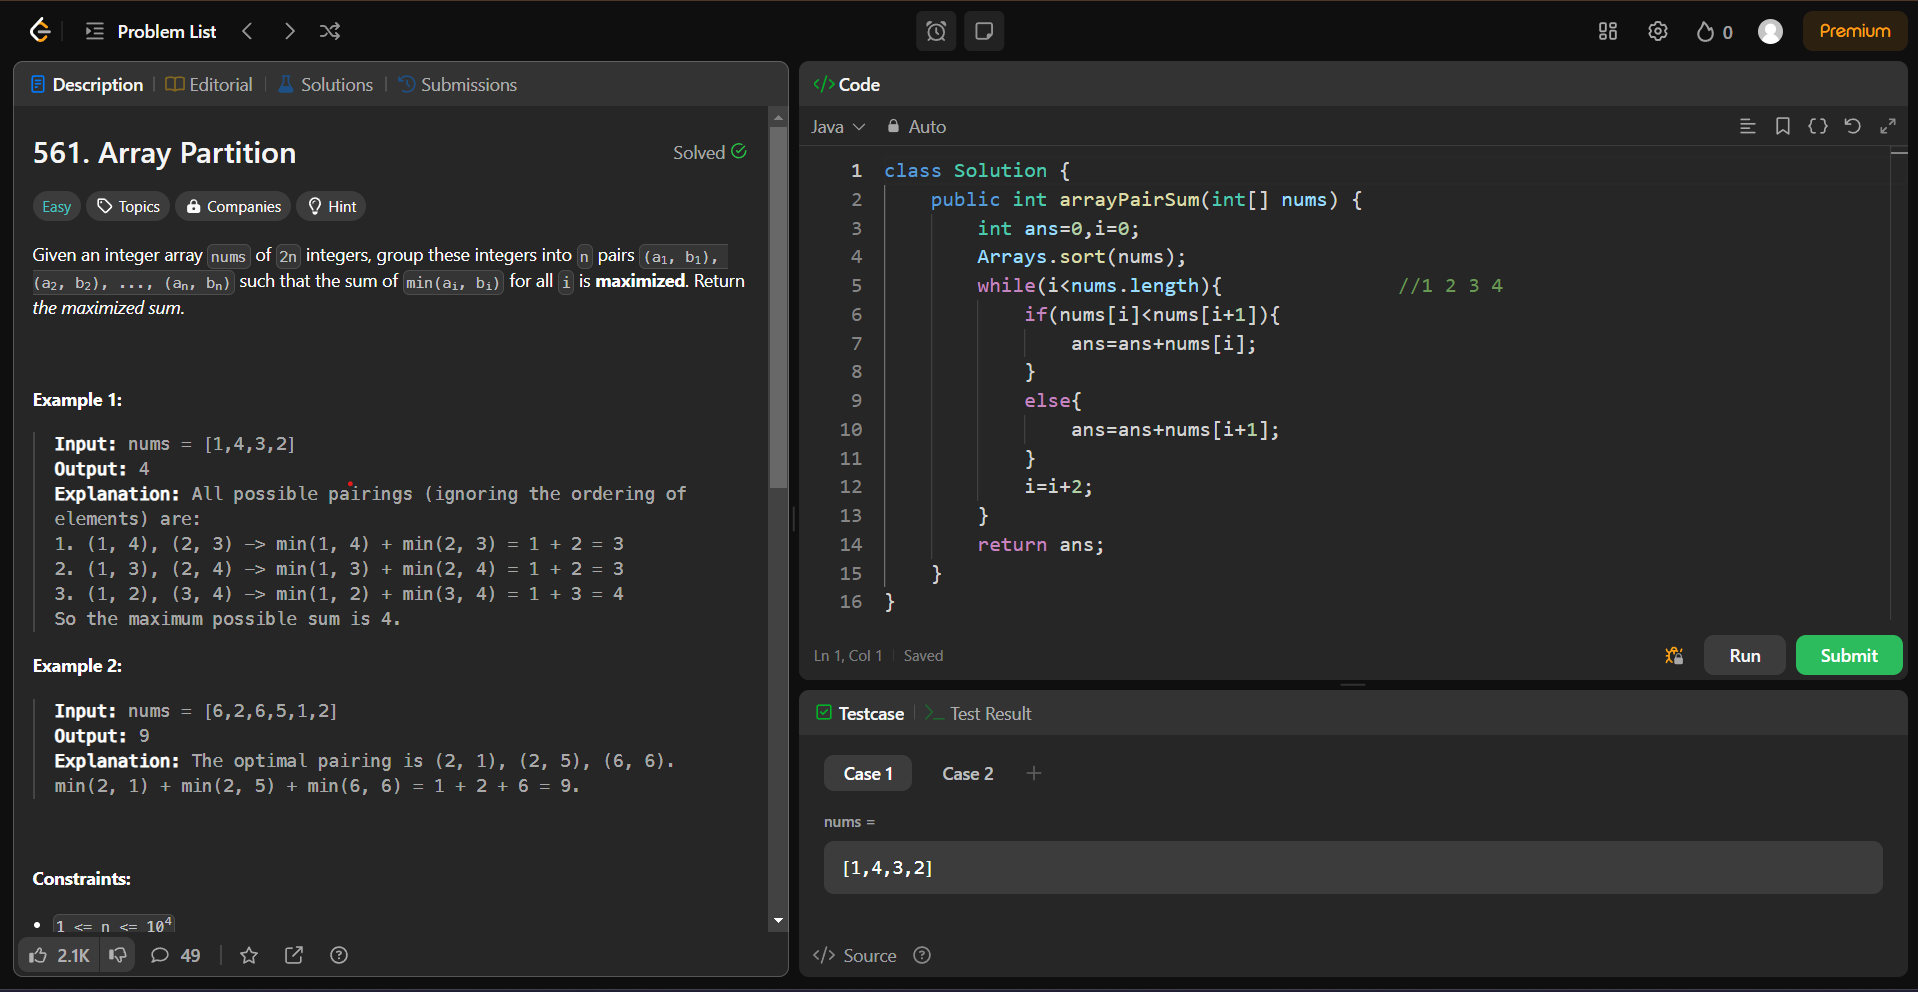 Problem List
0
Premium
Description
Editorial
Solutions
Submissions
561. Array Partition
Solved
Easy
Topics
Companies
Hint
Given an integer array nums of 2n integers, group these integers into n pairs (a₁, b₁),
(a₂, b₂), ..., (aₙ, bₙ) such that the sum of min(aᵢ, bᵢ) for all i is maximized. Return
the maximized sum.
Example 1:
Input: nums = [1,4,3,2]
Output: 4
Explanation: All possible pairings (ignoring the ordering of
elements) are:
1. (1, 4), (2, 3) -> min(1, 4) + min(2, 3) = 1 + 2 = 3
2. (1, 3), (2, 4) -> min(1, 3) + min(2, 4) = 1 + 2 = 3
3. (1, 2), (3, 4) -> min(1, 2) + min(3, 4) = 1 + 3 = 4
So the maximum possible sum is 4.
Example 2:
Input: nums = [6,2,6,5,1,2]
Output: 9
Explanation: The optimal pairing is (2, 1), (2, 5), (6, 6).
min(2, 1) + min(2, 5) + min(6, 6) = 1 + 2 + 6 = 9.
Constraints:
• 1 <= n <= 10⁴
2.1K
49
</> Code
Java
Auto
1 class Solution {
2 public int arrayPairSum(int[] nums) {
3 int ans=0,i=0;
4 Arrays.sort(nums);
5 while(i<nums.length){ //1 2 3 4
6 if(nums[i]<nums[i+1]){
7 ans=ans+nums[i];
8 }
9 else{
10 ans=ans+nums[i+1];
11 }
12 i=i+2;
13 }
14 return ans;
15 }
16 }
Ln 1, Col 1
Saved
Run
Submit
Testcase
Test Result
Case 1
Case 2
nums =
[1,4,3,2]
</> Source